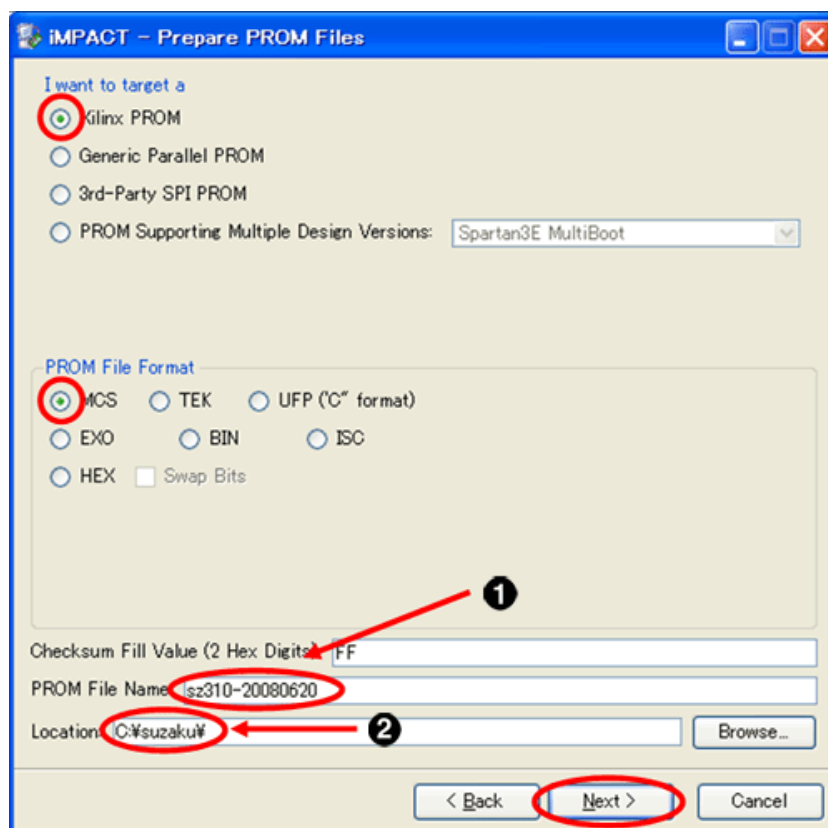 iMPACT - Prepare PROM Files
I want to target a
Xilinx PROM
Generic Parallel PROM
3rd-Party SPI PROM
PROM Supporting Multiple Design Versions: Spartan3E MultiBoot
PROM File Format
MCS TEK UFP ("C" format)
EXO BIN ISC
HEX Swap Bits
❶
Checksum Fill Value (2 Hex Digits) FF
PROM File Name: sz310-20080620
Location: C:¥suzaku¥ ❷ Browse...
< Back Next > Cancel